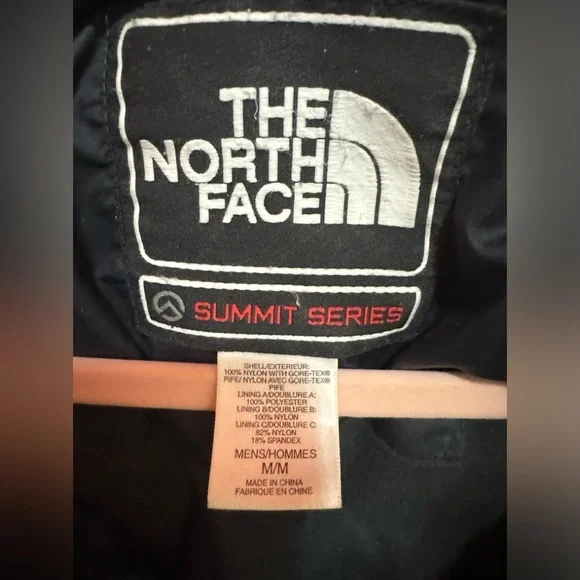 THE
NORTH
FACE
SUMMIT SERIES
SHELL/EXTERIEUR:
100% NYLON WITH GORE-TEX®
PIFE/ NYLON AVEC GORE-TEX®
PIFE
LINING A/DOUBLURE A:
100% POLYESTER
LINING B/DOUBLURE B:
100% NYLON
LINING C/DOUBLURE C:
82% NYLON
18% SPANDEX
MENS/HOMMES
M/M
MADE IN CHINA
FABRIQUE EN CHINE